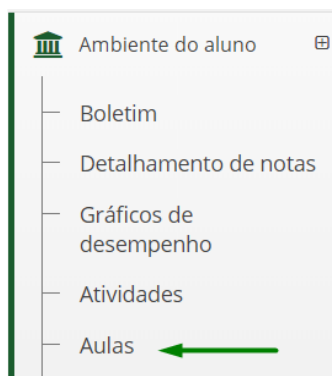 Ambiente do aluno
Boletim
Detalhamento de notas
Gráficos de
desempenho
Atividades
Aulas